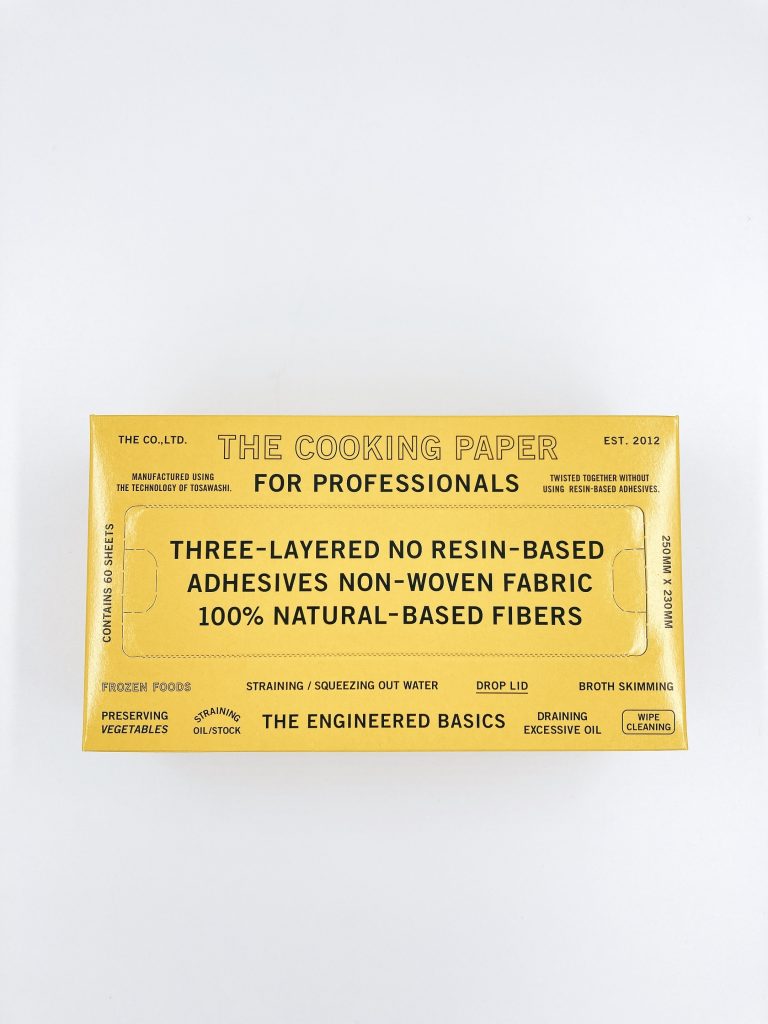 THE CO.,LTD.
THE COOKING PAPER
EST. 2012
MANUFACTURED USING
THE TECHNOLOGY OF TOSAWASHI.
FOR PROFESSIONALS
TWISTED TOGETHER WITHOUT
USING RESIN-BASED ADHESIVES.
CONTAINS 60 SHEETS
THREE-LAYERED NO RESIN-BASED
ADHESIVES NON-WOVEN FABRIC
100% NATURAL-BASED FIBERS
250MM X 230MM
FROZEN FOODS
STRAINING / SQUEEZING OUT WATER
DROP LID
BROTH SKIMMING
PRESERVING
VEGETABLES
STRAINING
OIL/STOCK
THE ENGINEERED BASICS
DRAINING
EXCESSIVE OIL
WIPE
CLEANING